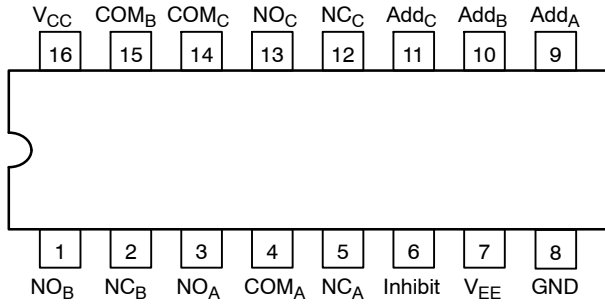 VCC COMB COMC NOC NCC AddC AddB AddA
16 15 14 13 12 11 10 9
1 2 3 4 5 6 7 8
NOB NCB NOA COMA NCA Inhibit VEE GND